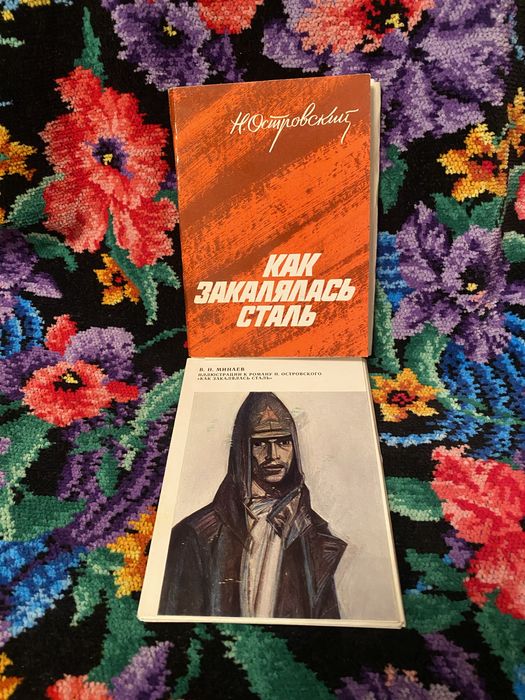 Н. Островский
КАК
ЗАКАЛЯЛАСЬ
СТАЛЬ
В. П. МИНАЕВ
ИЛЛЮСТРАЦИИ К РОМАНУ Н. ОСТРОВСКОГО
«КАК ЗАКАЛЯЛАСЬ СТАЛЬ»